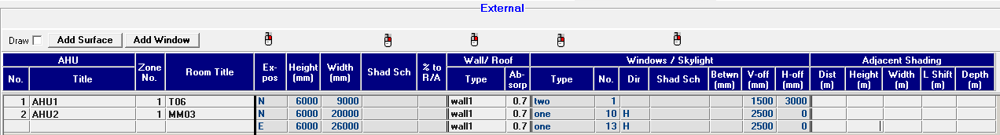 External
Draw Add Surface Add Window
AHU Zone No. Room Title Ex-pos Height (mm) Width (mm) Shad Sch % to R/A Wall/ Roof Windows / Skylight Adjacent Shading
No. Title Type Ab-sorp Type No. Dir Shad Sch Betwn (mm) V-off (mm) H-off (mm) Dist (m) Height (m) Width (m) L Shift (m) Depth (m)
1 AHU1 1 T06 N 6000 9000 wall1 0.7 two 1 1500 3000
2 AHU2 1 MM03 N 6000 20000 wall1 0.7 one 10 H 2500 0
E 6000 26000 wall1 0.7 one 13 H 2500 0